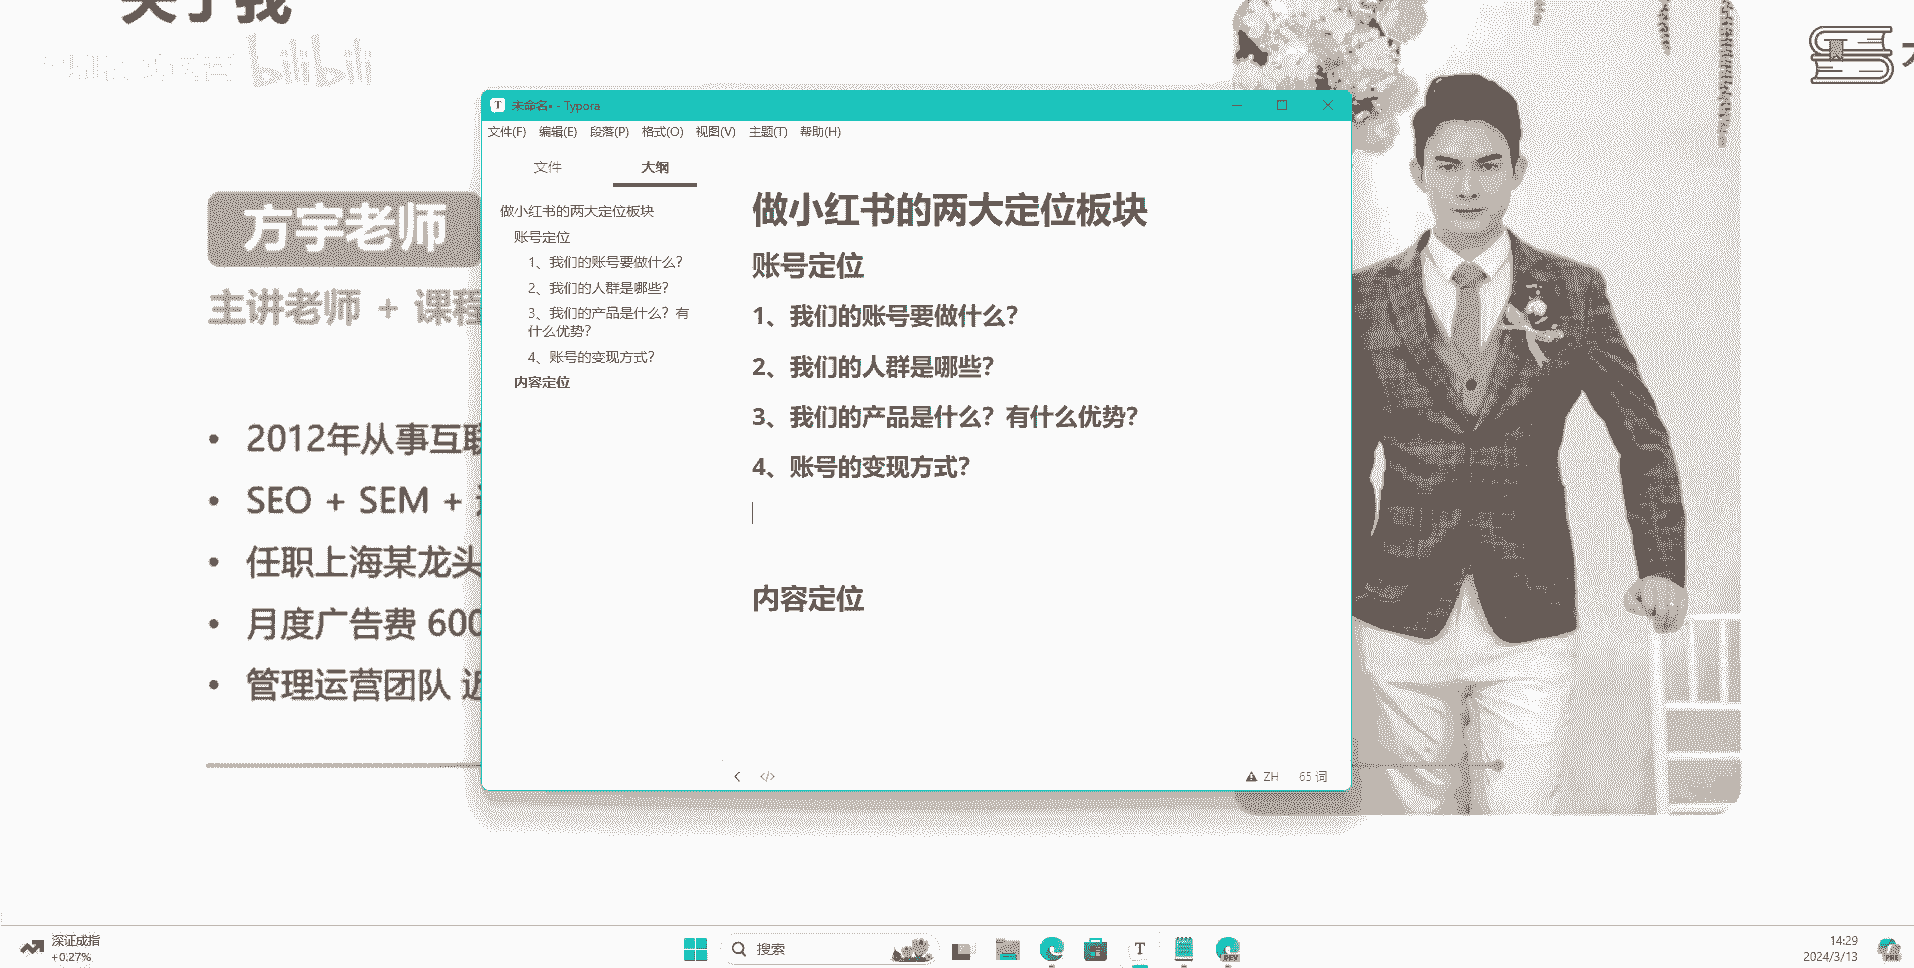 关于我
bilibili
未命名• - Typora
文件(F) 编辑(E) 段落(P) 格式(O) 视图(V) 主题(T) 帮助(H)
文件 大纲
做小红书的两大定位板块
账号定位
1、我们的账号要做什么？
2、我们的人群是哪些？
3、我们的产品是什么？有
什么优势？
4、账号的变现方式？
内容定位
做小红书的两大定位板块
账号定位
1、我们的账号要做什么？
2、我们的人群是哪些？
3、我们的产品是什么？有什么优势？
4、账号的变现方式？
内容定位
ZH 65 词
方宇老师
主讲老师 + 课程
• 2012年从事互联
• SEO + SEM +
• 任职上海某龙头
• 月度广告费 600
• 管理运营团队 近
深证成指
+0.27%
搜索
14:29
2024/3/13